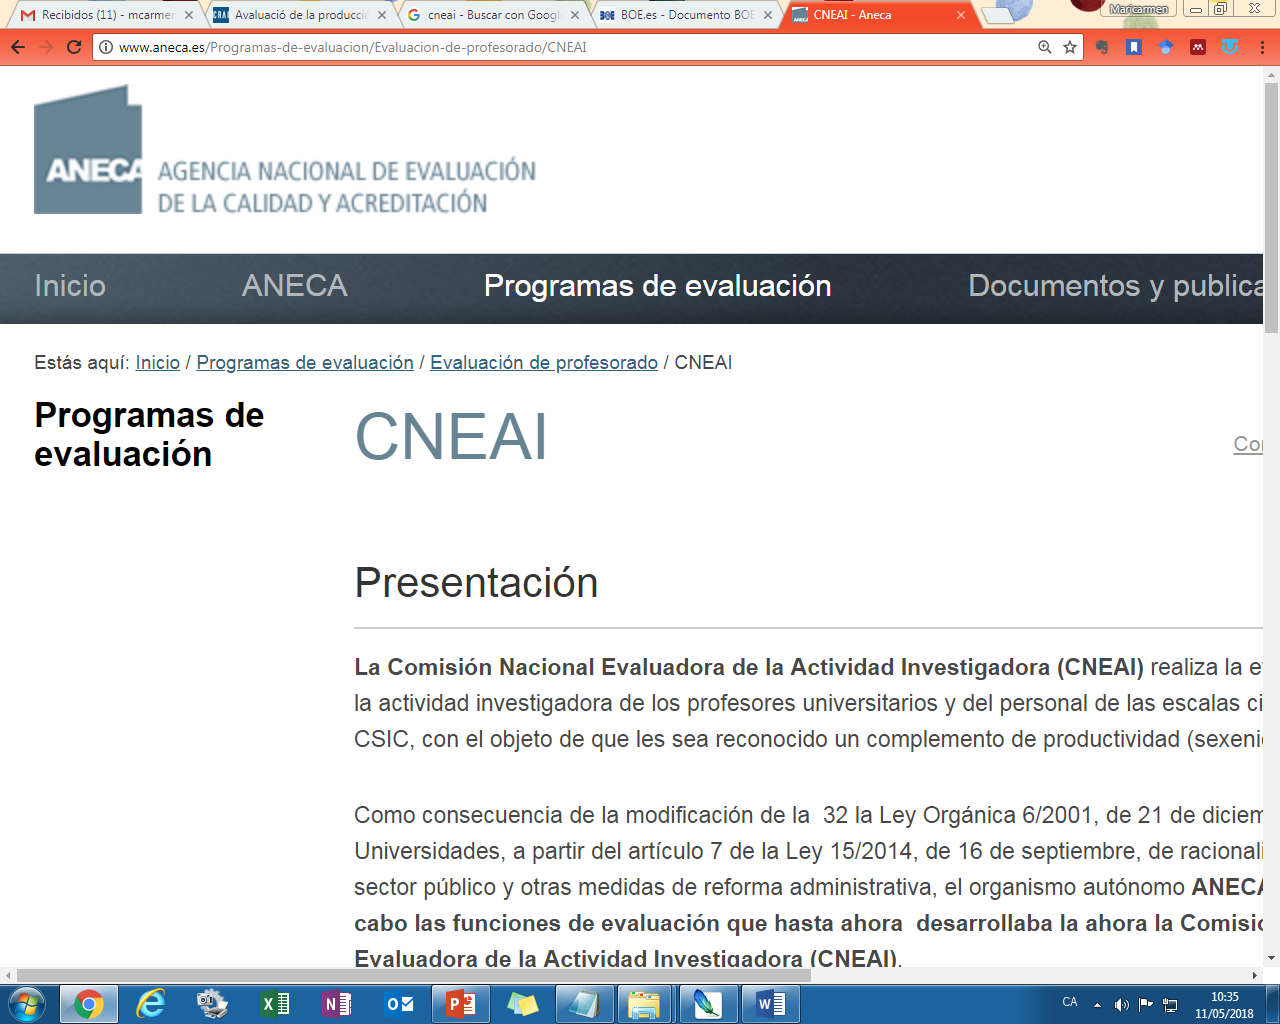 Recibidos (11) - mcarmen
Avaluació de la producció
cneai - Buscar con Google
BOE.es - Documento BOE
CNEAI - Aneca
Maricarmen
www.aneca.es/Programas-de-evaluacion/Evaluacion-de-profesorado/CNEAI
ANECA
AGENCIA NACIONAL DE EVALUACIÓN
DE LA CALIDAD Y ACREDITACIÓN
Inicio ANECA Programas de evaluación Documentos y publica
Estás aquí: Inicio / Programas de evaluación / Evaluación de profesorado / CNEAI
Programas de
evaluación
CNEAI
Presentación
La Comisión Nacional Evaluadora de la Actividad Investigadora (CNEAI) realiza la e
la actividad investigadora de los profesores universitarios y del personal de las escalas ci
CSIC, con el objeto de que les sea reconocido un complemento de productividad (sexeni
Como consecuencia de la modificación de la 32 la Ley Orgánica 6/2001, de 21 de diciem
Universidades, a partir del artículo 7 de la Ley 15/2014, de 16 de septiembre, de racionali
sector público y otras medidas de reforma administrativa, el organismo autónomo ANECA
cabo las funciones de evaluación que hasta ahora desarrollaba la ahora la Comisió
Evaluadora de la Actividad Investigadora (CNEAI).
CA
10:35
11/05/2018